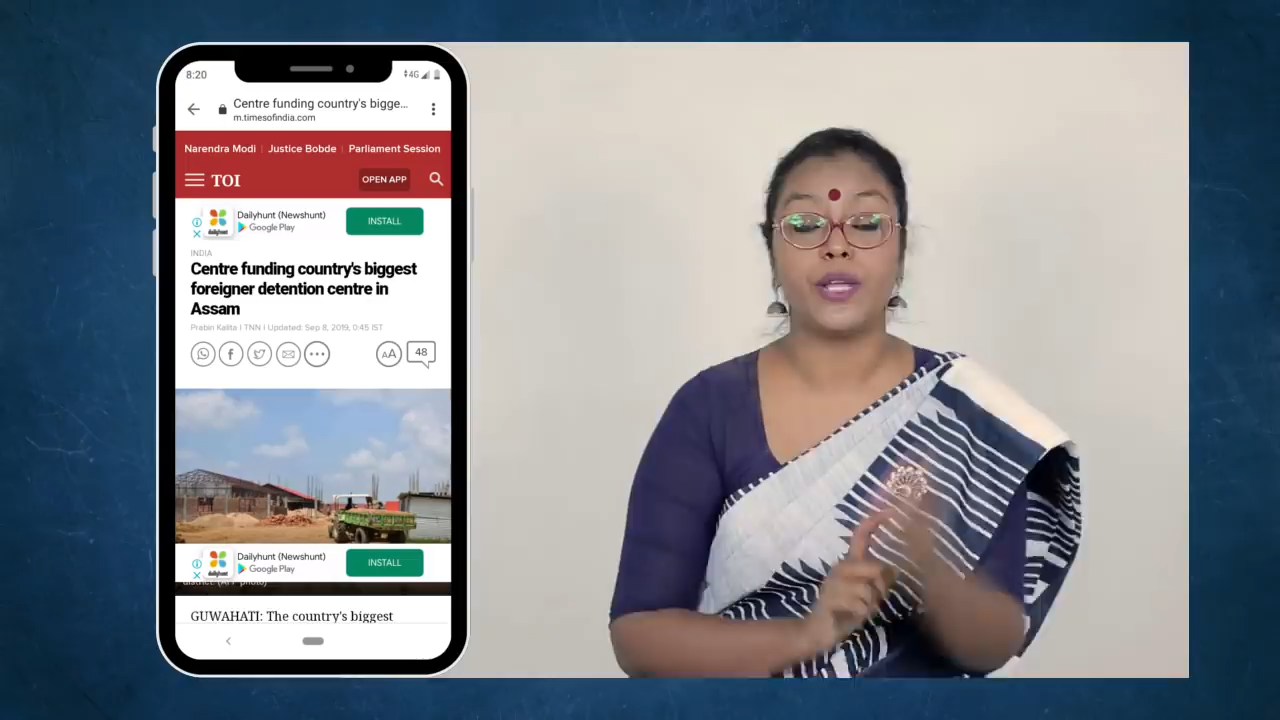 8:20
4G
Centre funding country's bigge...
m.timesofindia.com
Narendra Modi | Justice Bobde | Parliament Session
TOI
OPEN APP
Dailyhunt (Newshunt)
Google Play
INSTALL
INDIA
Centre funding country's biggest
foreigner detention centre in
Assam
Prabin Kalita | TNN | Updated: Sep 8, 2019, 0:45 IST
AA
48
Dailyhunt (Newshunt)
Google Play
INSTALL
GUWAHATI: The country's biggest